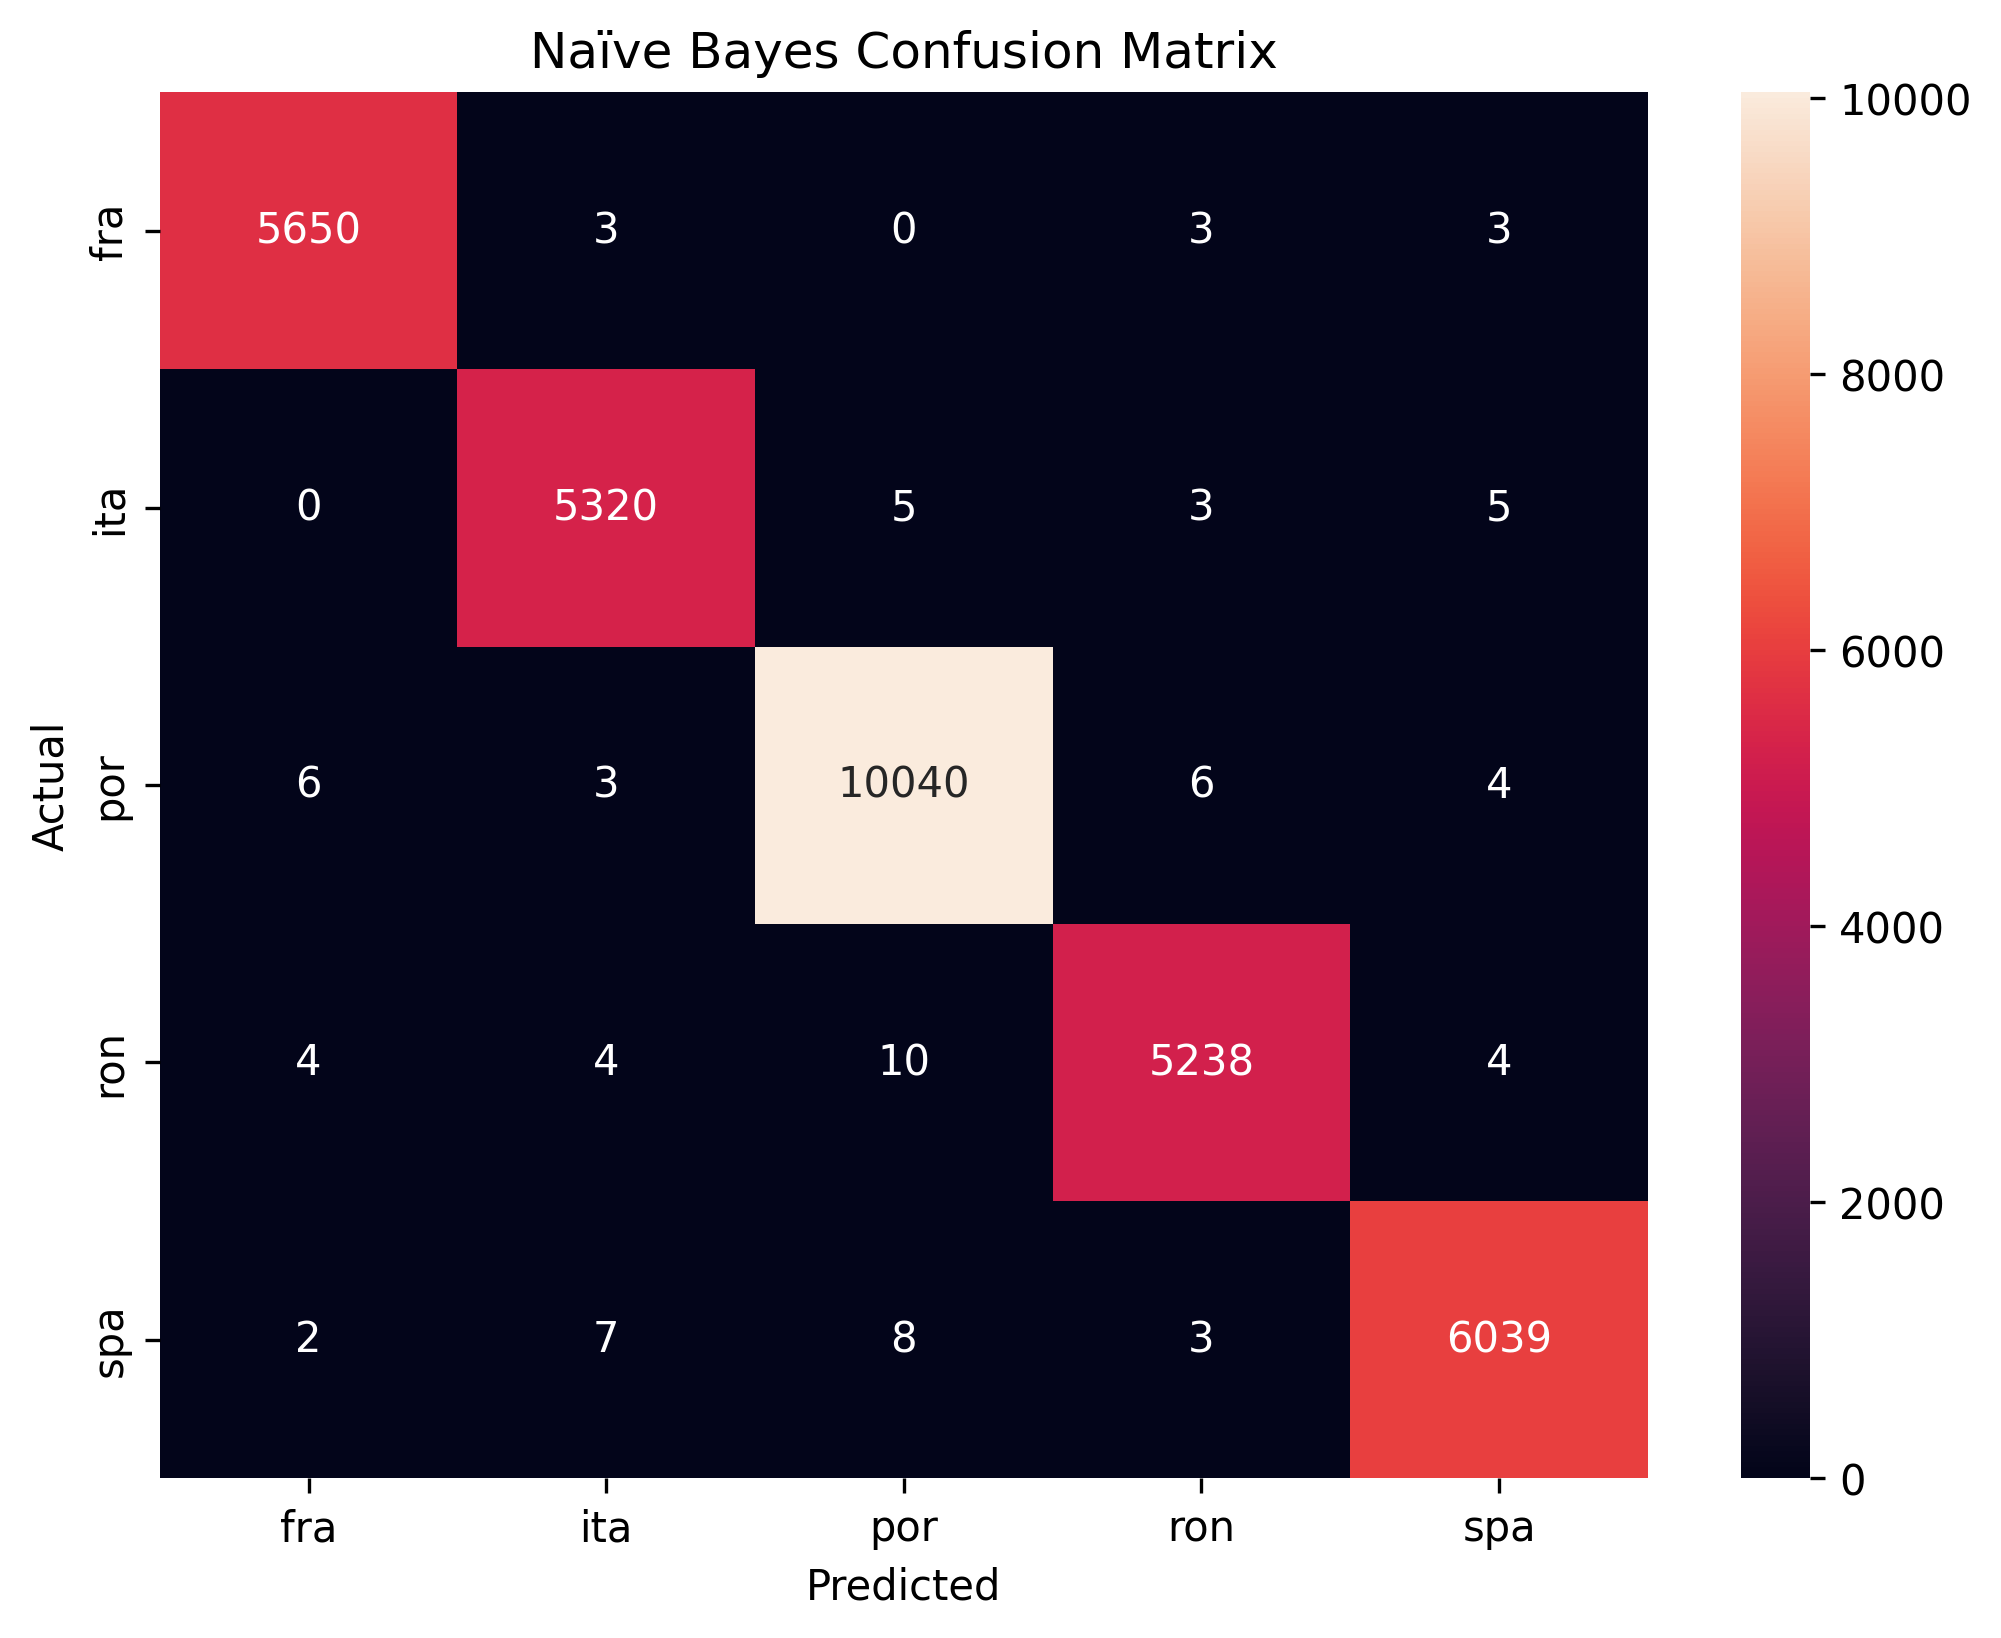 Naïve Bayes Confusion Matrix
Actual
fra 5650 3 0 3 3
ita 0 5320 5 3 5
por 6 3 10040 6 4
ron 4 4 10 5238 4
spa 2 7 8 3 6039
fra ita por ron spa
Predicted
10000
8000
6000
4000
2000
0